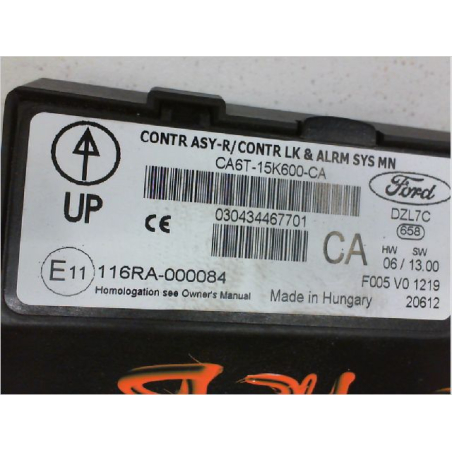 CONTR ASY-R/CONTR LK & ALRM SYS MN
CA6T-15K600-CA
Ford
UP
CE
030434467701
DZL7C
658
CA
HW SW
06 / 13.00
E11 116RA-000084
F005 V0 1219
Homologation see Owner's Manual
Made in Hungary
20612